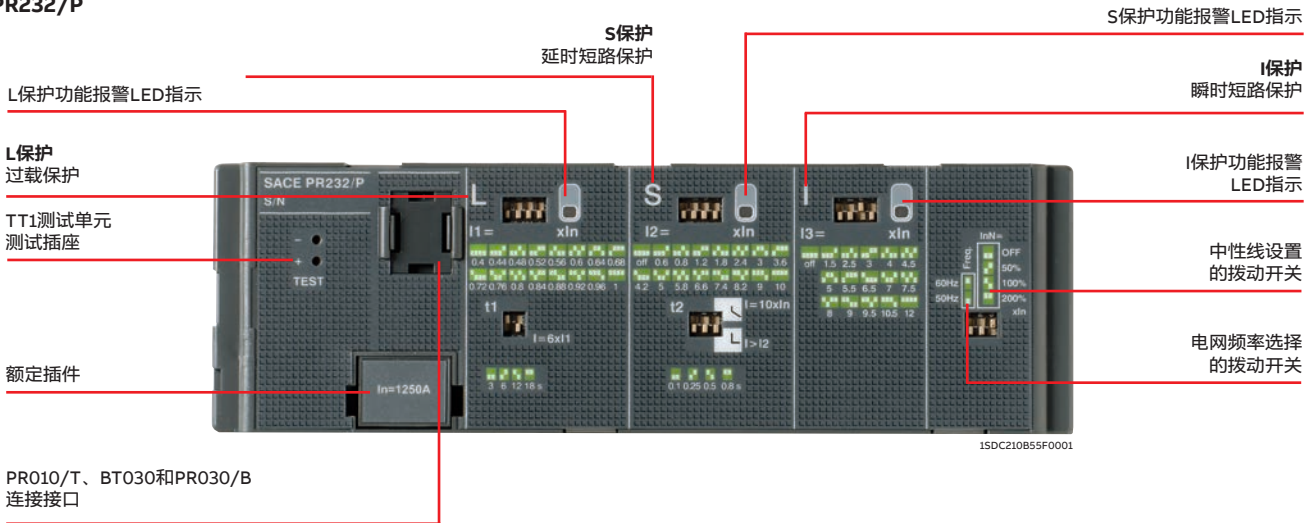 PR232/P
S保护功能报警LED指示
S保护
延时短路保护
I保护
瞬时短路保护
L保护功能报警LED指示
L保护
过载保护
I保护功能报警
LED指示
TT1测试单元
测试插座
中性线设置
的拨动开关
电网频率选择
的拨动开关
额定插件
PR010/T、BT030和PR030/B
连接接口
SACE PR232/P
S/N
-
+
TEST
In=1250A
L
I1= xIn
0.4 0.44 0.48 0.52 0.56 0.6 0.64 0.68
0.72 0.76 0.8 0.84 0.88 0.92 0.96 1
t1
I=6xI1
3 6 12 18 s
S
I2= xIn
off 0.6 0.8 1.2 1.8 2.4 3 3.6
4.2 5 5.8 6.6 7.4 8.2 9 10
t2
I=10xIn
I>I2
0.1 0.25 0.5 0.8 s
I
I3= xIn
off 1.5 2.5 3 4 4.5
5 5.5 6.5 7 7.5
8 9 9.5 10.5 12
InN=
Freq.
OFF
50%
60Hz 100%
50Hz 200%
xIn
1SDC210B55F0001